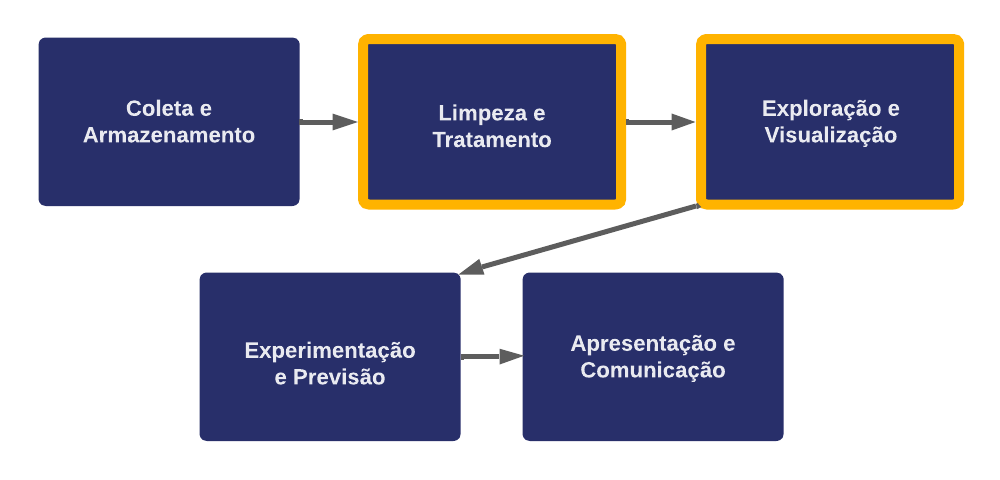 Coleta e
Armazenamento
Limpeza e
Tratamento
Exploração e
Visualização
Experimentação
e Previsão
Apresentação e
Comunicação